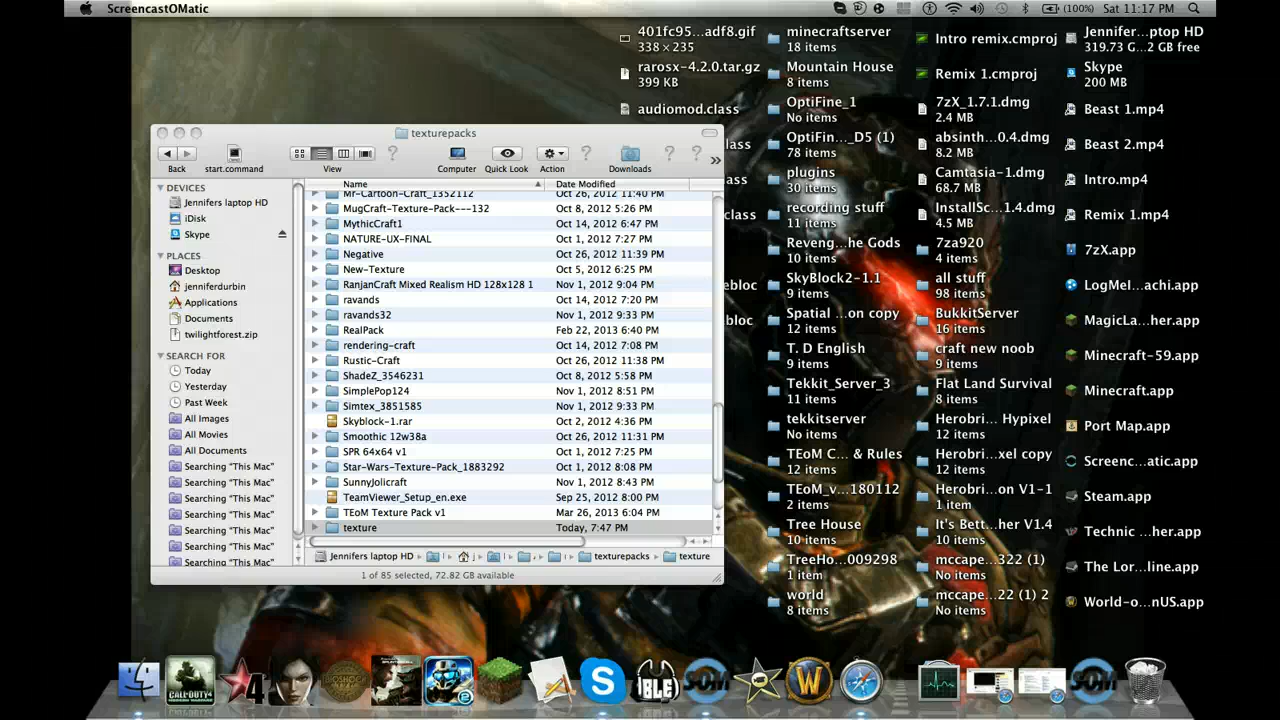 ScreencastOMatic
(100%)
Sat 11:17 PM
401fc95...adf8.gif
338 × 235
rarosx-4.2.0.tar.gz
399 KB
audiomod.class
lass
ass
class
ebloc
bloc
minecraftserver
18 items
Mountain House
8 items
OptiFine_1
No items
OptiFin..._D5 (1)
78 items
plugins
30 items
recording stuff
11 items
Reveng...he Gods
10 items
SkyBlock2-1.1
9 items
Spatial ...on copy
12 items
T. D English
9 items
Tekkit_Server_3
11 items
tekkitserver
No items
TEoM C... & Rules
12 items
TEoM_v...180112
2 items
Tree House
10 items
TreeHo...009298
1 item
world
8 items
Intro remix.cmproj
Remix 1.cmproj
7zX_1.7.1.dmg
2.4 MB
absinth...0.4.dmg
8.2 MB
Camtasia-1.dmg
68.7 MB
InstallSc...1.4.dmg
4.5 MB
7za920
4 items
all stuff
98 items
BukkitServer
16 items
craft new noob
9 items
Flat Land Survival
8 items
Herobri... Hypixel
12 items
Herobri...xel copy
12 items
Herobri...on V1-1
1 item
It's Bett...her V1.4
10 items
mccape...322 (1)
No items
mccape...22 (1) 2
No items
Jennifer...ptop HD
319.73 G...2 GB free
Skype
200 MB
Beast 1.mp4
Beast 2.mp4
Intro.mp4
Remix 1.mp4
7zX.app
LogMeI...achi.app
MagicLa...her.app
Minecraft-59.app
Minecraft.app
Port Map.app
Screenc...atic.app
Steam.app
Technic ...her.app
The Lor...line.app
World-o...nUS.app
texturepacks
Back
start.command
View
Computer
Quick Look
Action
Downloads
DEVICES
Jennifers laptop HD
iDisk
Skype
PLACES
Desktop
jenniferdurbin
Applications
Documents
twilightforest.zip
SEARCH FOR
Today
Yesterday
Past Week
All Images
All Movies
All Documents
Searching "This Mac"
Searching "This Mac"
Searching "This Mac"
Searching "This Mac"
Searching "This Mac"
Searching "This Mac"
Searching "This Mac"
Name Date Modified
Mr-Cartoon-Craft_1352112 Oct 26, 2012 11:40 PM
MugCraft-Texture-Pack---132 Oct 8, 2012 5:26 PM
MythicCraft1 Oct 14, 2012 6:47 PM
NATURE-UX-FINAL Oct 1, 2012 7:27 PM
Negative Oct 26, 2012 11:39 PM
New-Texture Oct 5, 2012 6:25 PM
RanjanCraft Mixed Realism HD 128x128 1 Nov 1, 2012 9:04 PM
ravands Oct 14, 2012 7:20 PM
ravands32 Nov 1, 2012 9:33 PM
RealPack Feb 22, 2013 6:40 PM
rendering-craft Oct 14, 2012 7:08 PM
Rustic-Craft Oct 26, 2012 11:38 PM
ShadeZ_3546231 Oct 8, 2012 5:58 PM
SimplePop124 Nov 1, 2012 8:51 PM
Simtex_3851585 Nov 1, 2012 9:33 PM
Skyblock-1.rar Oct 2, 2012 4:36 PM
Smoothic 12w38a Oct 26, 2012 11:31 PM
SPR 64x64 v1 Oct 1, 2012 7:25 PM
Star-Wars-Texture-Pack_1883292 Oct 1, 2012 8:08 PM
SunnyJolicraft Nov 1, 2012 8:43 PM
TeamViewer_Setup_en.exe Sep 25, 2012 8:00 PM
TEoM Texture Pack v1 Mar 26, 2013 6:04 PM
texture Today, 7:47 PM
Jennifers laptop HD texturepacks texture
1 of 85 selected, 72.82 GB available
CALL OF DUTY 4
4
BIOSHOCK
S
BLE
SOM
W
SOM